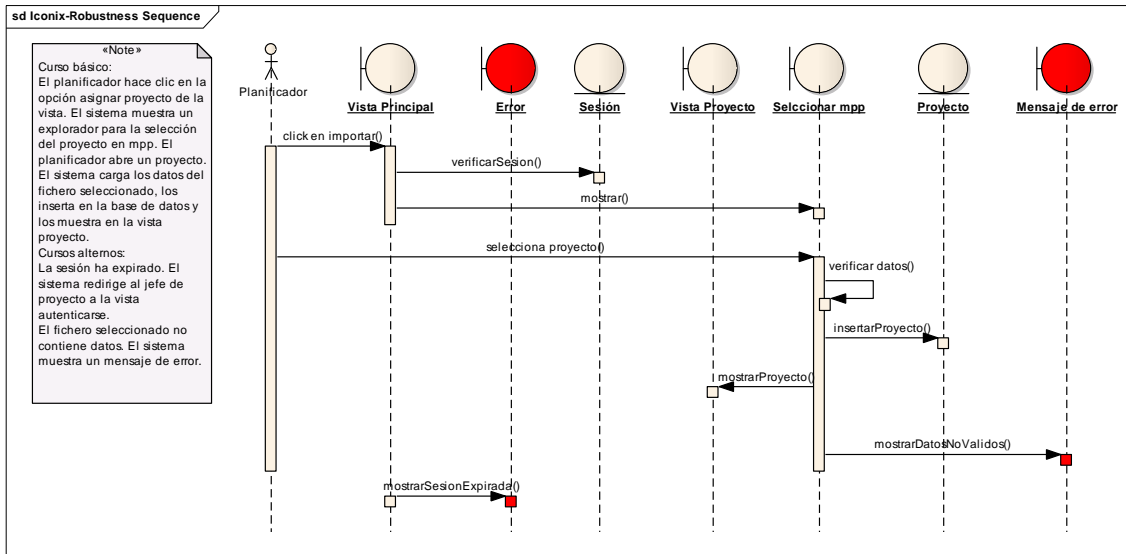 sd Iconix-Robustness Sequence
«Note»
Curso básico:
El planificador hace clic en la
opción asignar proyecto de la
vista. El sistema muestra un
explorador para la selección
del proyecto en mpp. El
planificador abre un proyecto.
El sistema carga los datos del
fichero seleccionado, los
inserta en la base de datos y
los muestra en la vista
proyecto.
Cursos alternos:
La sesión ha expirado. El
sistema redirige al jefe de
proyecto a la vista
autenticarse.
El fichero seleccionado no
contiene datos. El sistema
muestra un mensaje de error.
Planificador
Vista Principal
Error
Sesión
Vista Proyecto
Selccionar mpp
Proyecto
Mensaje de error
click en importar()
verificarSesion()
mostrar()
selecciona proyecto()
verificar datos()
insertarProyecto()
mostrarProyecto()
mostrarDatosNoValidos()
mostrarSesionExpirada()